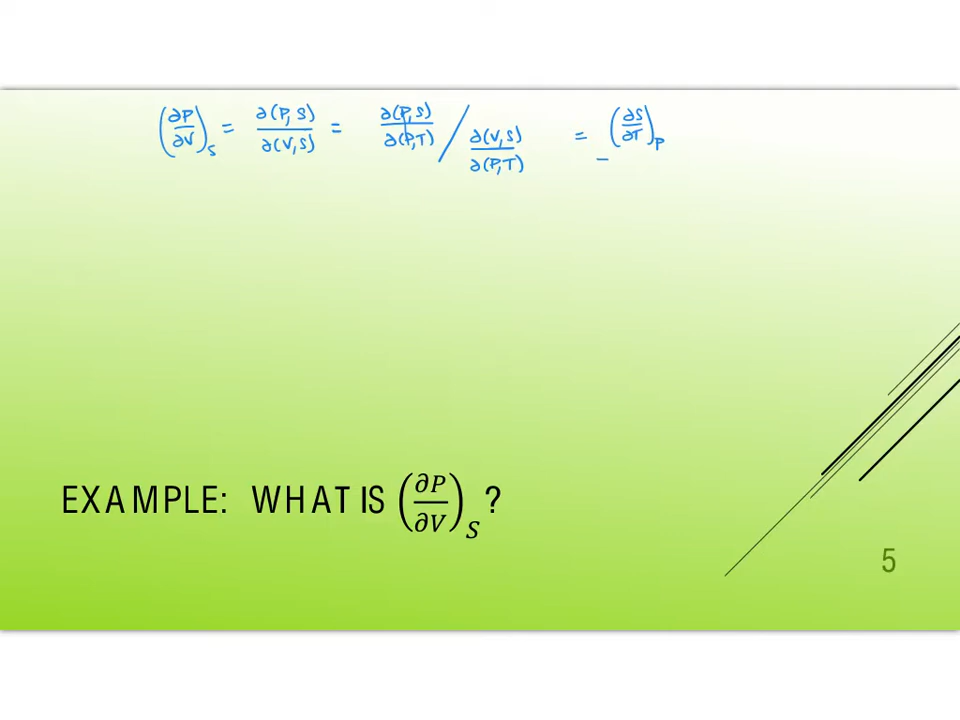 (∂P/∂V)_S = ∂(P,S)/∂(V,S) = ∂(P,S)/∂(P,T) / ∂(V,S)/∂(P,T) = (∂S/∂T)_P
EXAMPLE: WHAT IS (∂P/∂V)_S ?
5